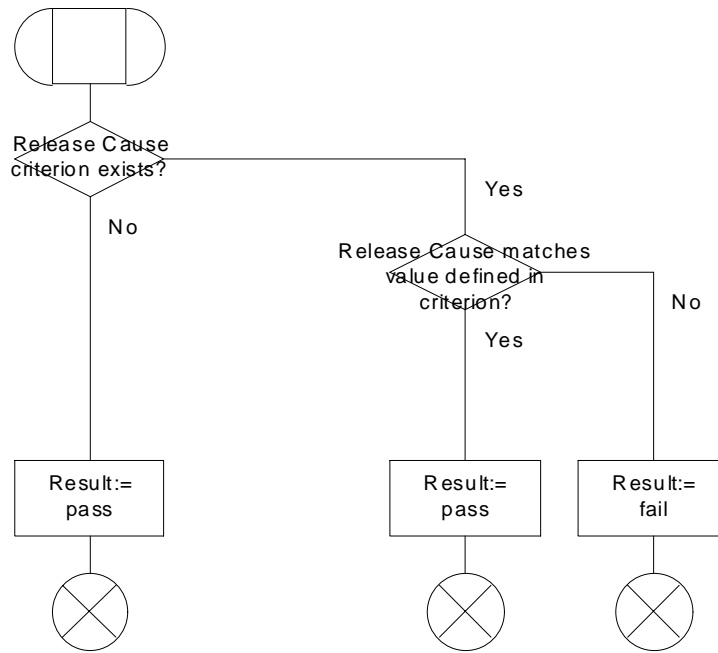 Release Cause
criterion exists?
Yes
No
Release Cause matches
value defined in
criterion?
No
Yes
Result:=
pass
Result:=
pass
Result:=
fail